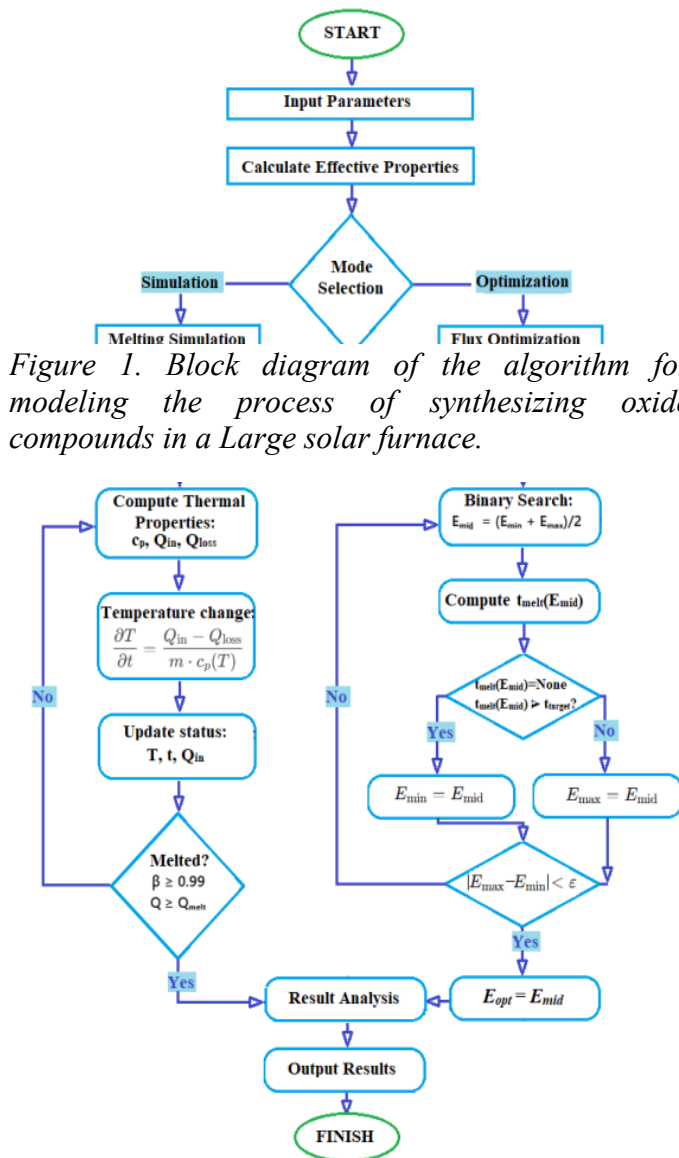 START
Input Parameters
Calculate Effective Properties
Mode
Selection
Simulation
Optimization
Melting Simulation
Flux Optimization
Figure 1. Block diagram of the algorithm for
modeling the process of synthesizing oxide
compounds in a Large solar furnace.
Compute Thermal
Properties:
cp, Qin, Qloss
Temperature change:
∂T/∂t = (Qin − Qloss)/(m · cp(T))
No
Update status:
T, t, Qin
Melted?
β ≥ 0.99
Q ≥ Qmelt
Yes
Binary Search:
Emid = (Emin + Emax)/2
Compute tmelt(Emid)
tmelt(Emid)=None
tmelt(Emid) > ttarget?
No
Yes
No
Emin = Emid
Emax = Emid
|Emax−Emin| < ε
Yes
Eopt = Emid
Result Analysis
Output Results
FINISH